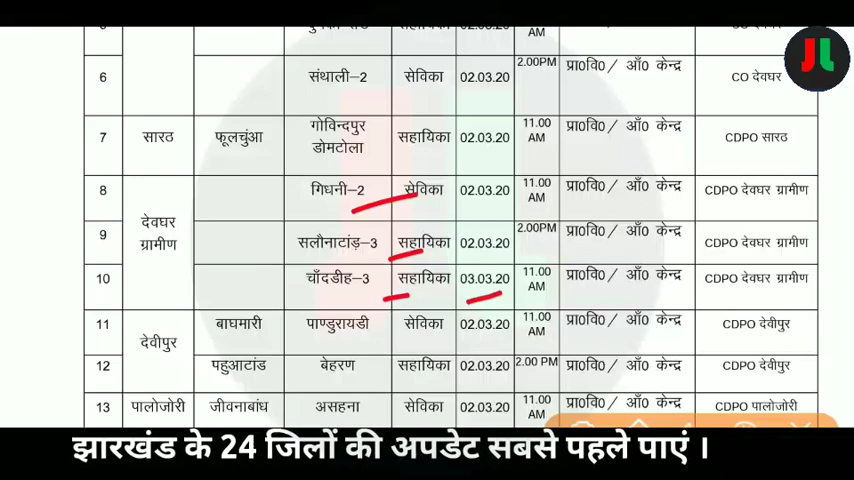 AM
6 संथाली–2 सेविका 02.03.20 2.00PM प्रा0वि0/ आँ0 केन्द्र CO देवघर
7 सारठ फूलचुंआ गोविन्दपुर डोमटोला सहायिका 02.03.20 11.00 AM प्रा0वि0/ आँ0 केन्द्र CDPO सारठ
8 गिधनी–2 सेविका 02.03.20 11.00 AM प्रा0वि0/ आँ0 केन्द्र CDPO देवघर ग्रामीण
देवघर ग्रामीण
9 सलौनाटांड़–3 सहायिका 02.03.20 2.00PM प्रा0वि0/ आँ0 केन्द्र CDPO देवघर ग्रामीण
10 चाँदडीह–3 सहायिका 03.03.20 11.00 AM प्रा0वि0/ आँ0 केन्द्र CDPO देवघर ग्रामीण
11 बाघमारी पाण्डुरायडी सेविका 02.03.20 11.00 AM प्रा0वि0/ आँ0 केन्द्र CDPO देवीपुर
देवीपुर
12 पहुआटांड बेहरण सहायिका 02.03.20 2.00 PM प्रा0वि0/ आँ0 केन्द्र CDPO देवीपुर
13 पालोजोरी जीवनाबांध असहना सेविका 02.03.20 11.00 AM प्रा0वि0/ आँ0 केन्द्र CDPO पालोजोरी
झारखंड के 24 जिलों की अपडेट सबसे पहले पाएं ।